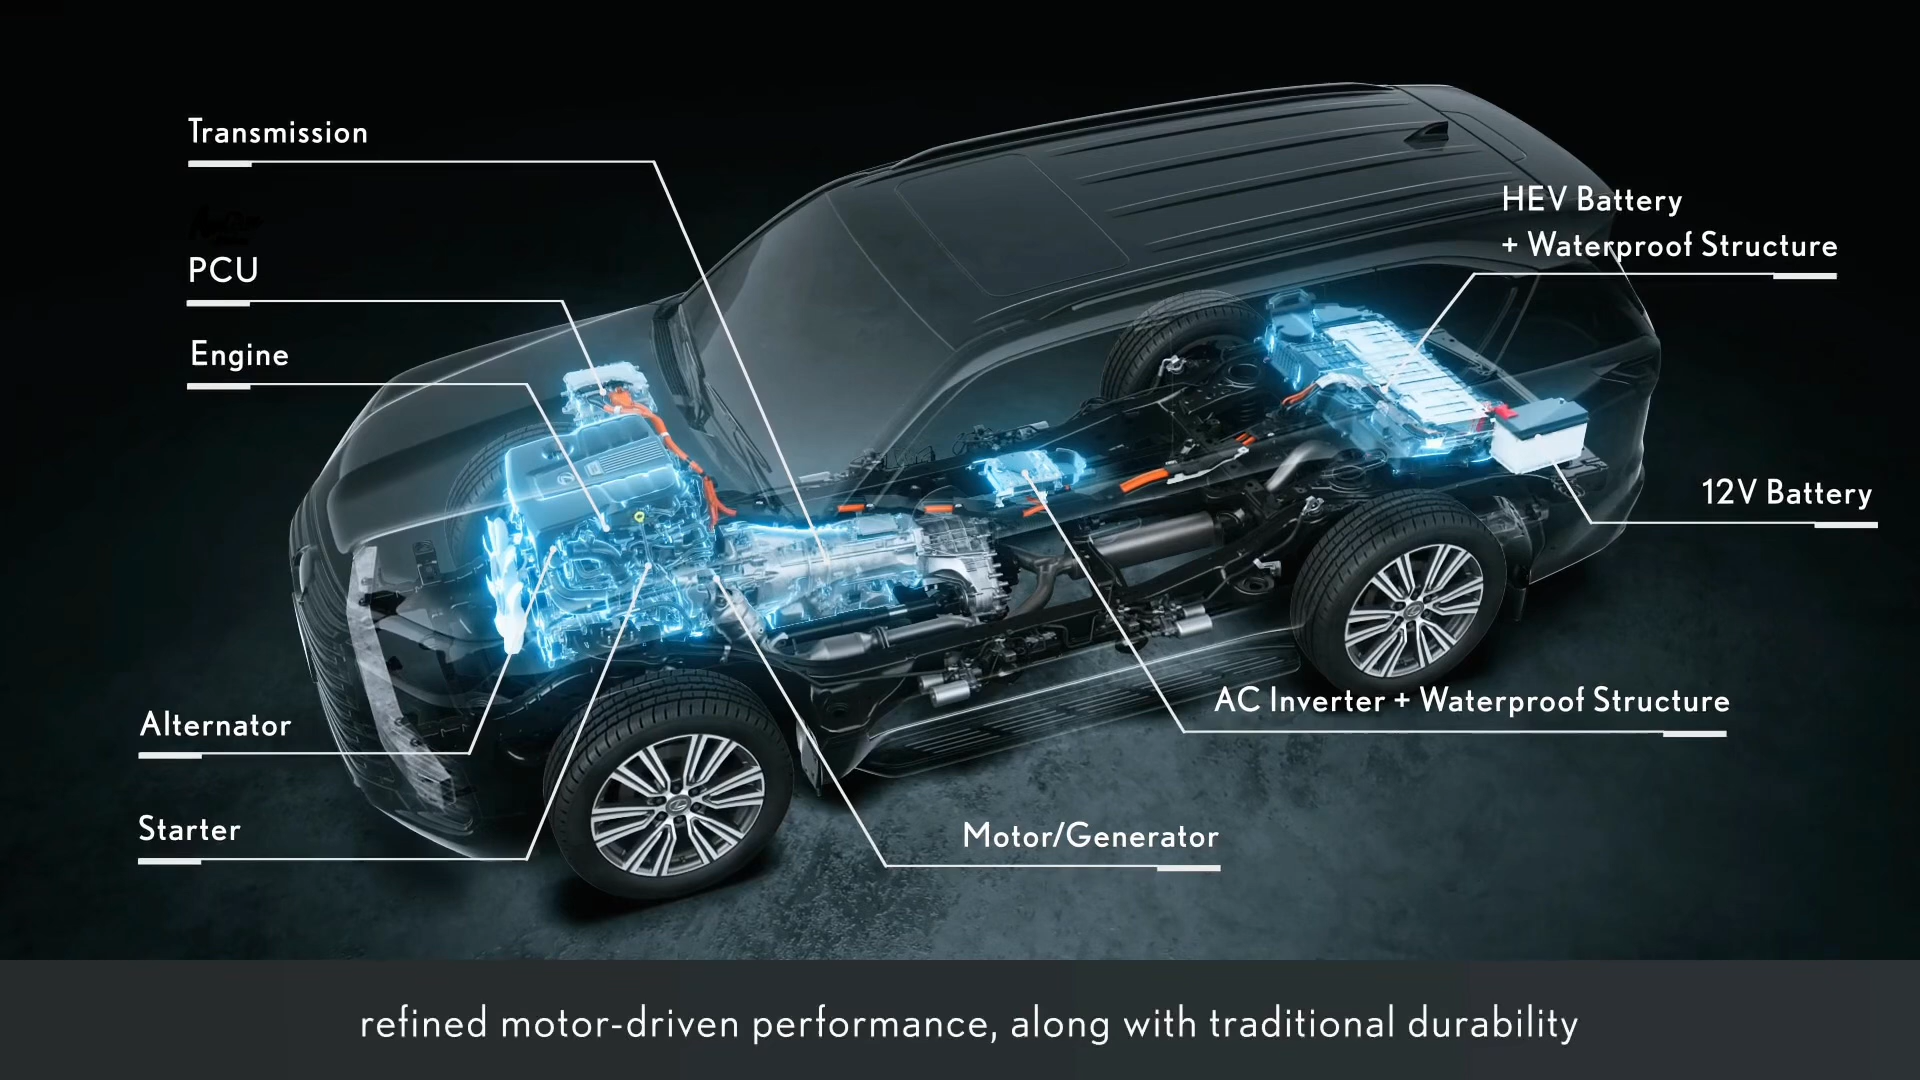 Transmission
PCU
Engine
HEV Battery
+ Waterproof Structure
12V Battery
AC Inverter + Waterproof Structure
Alternator
Starter
Motor/Generator
refined motor-driven performance, along with traditional durability